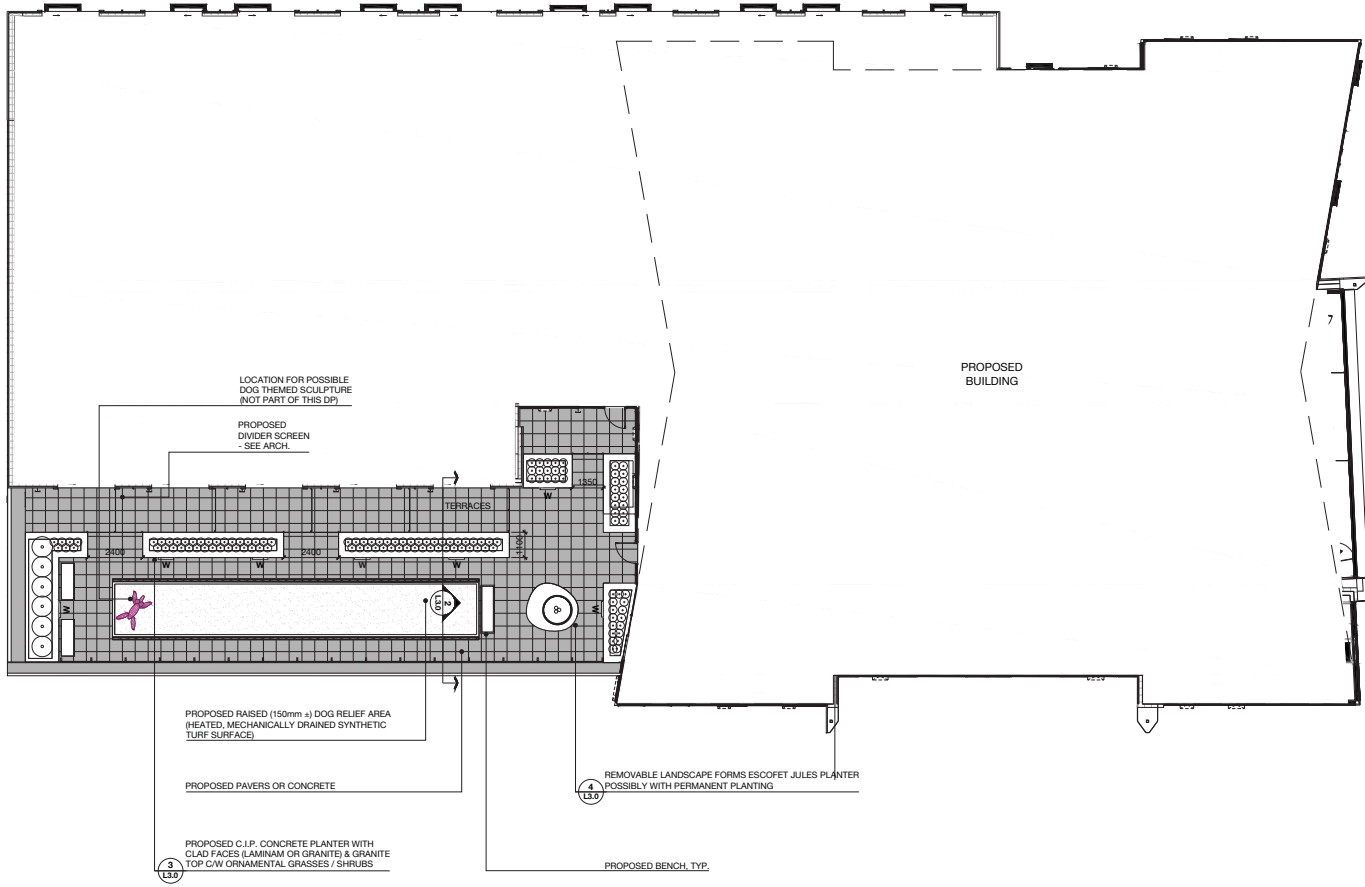 7
PROPOSED
BUILDING
LOCATION FOR POSSIBLE
DOG THEMED SCULPTURE
(NOT PART OF THIS DP)
PROPOSED
DIVIDER SCREEN
- SEE ARCH.
1350
W
TERRACES
2400
2400
1100
W
W
W
W
W
W
2
L3.0
PROPOSED RAISED (150mm ±) DOG RELIEF AREA
(HEATED, MECHANICALLY DRAINED SYNTHETIC
TURF SURFACE)
PROPOSED PAVERS OR CONCRETE
4
L3.0
REMOVABLE LANDSCAPE FORMS ESCOFET JULES PLANTER
POSSIBLY WITH PERMANENT PLANTING
3
L3.0
PROPOSED C.I.P. CONCRETE PLANTER WITH
CLAD FACES (LAMINAM OR GRANITE) & GRANITE
TOP C/W ORNAMENTAL GRASSES / SHRUBS
PROPOSED BENCH, TYP.